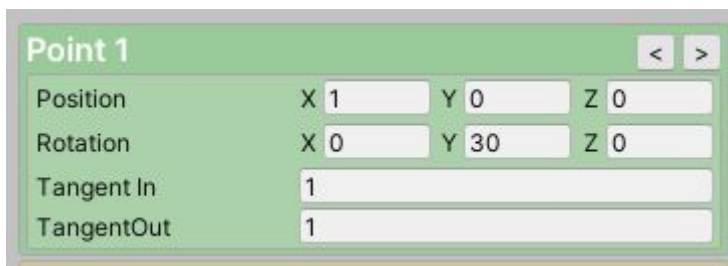 Point 1 < >
Position X 1 Y 0 Z 0
Rotation X 0 Y 30 Z 0
Tangent In 1
TangentOut 1